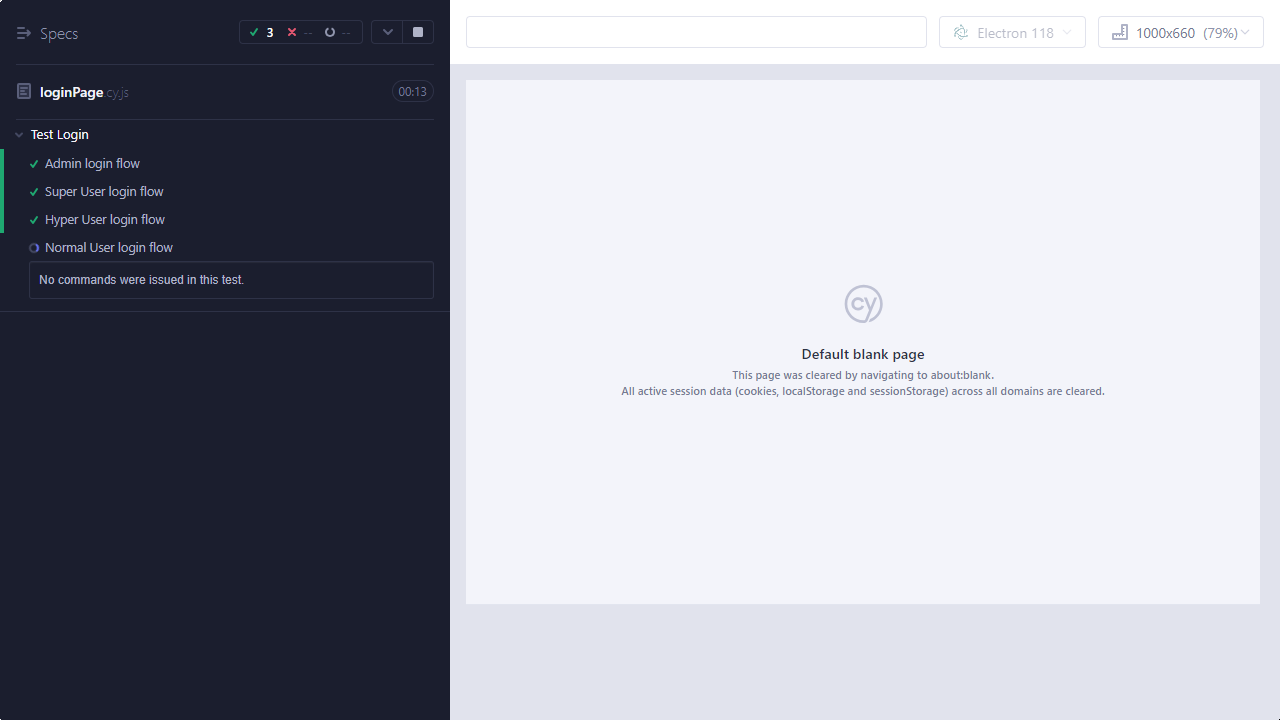 Specs
3 -- --
Electron 118
1000x660 (79%)
loginPage.cy.js
00:13
Test Login
Admin login flow
Super User login flow
Hyper User login flow
Normal User login flow
No commands were issued in this test.
cy
Default blank page
This page was cleared by navigating to about:blank.
All active session data (cookies, localStorage and sessionStorage) across all domains are cleared.